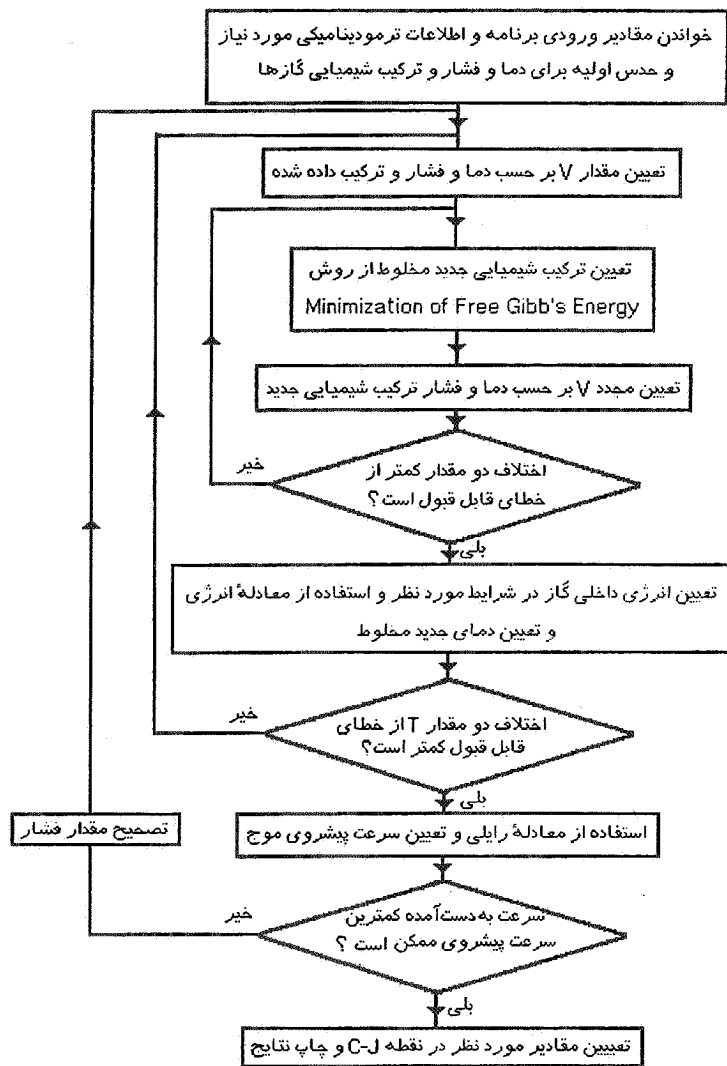 خواندن مقادیر ورودی برنامه و اطلاعات ترمودینامیکی مورد نیاز
و حدس اولیه برای دما و فشار و ترکیب شیمیایی گازها
تعیین مقدار V بر حسب دما و فشار و ترکیب داده شده
تعیین ترکیب شیمیایی جدید مخلوط از روش
Minimization of Free Gibb's Energy
تعیین مجدد V بر حسب دما و فشار ترکیب شیمیایی جدید
اختلاف دو مقدار کمتر از
خطای قابل قبول است؟
خیر
بلی
تعیین انرژی داخلی گاز در شرایط مورد نظر و استفاده از معادلهٔ انرژی
و تعیین دمای جدید مخلوط
اختلاف دو مقدار T از خطای
قابل قبول کمتر است؟
خیر
بلی
تصحیح مقدار فشار
استفاده از معادلهٔ رایلی و تعیین سرعت پیشروی موج
سرعت به‌دست‌آمده کمترین
سرعت پیشروی ممکن است ؟
خیر
بلی
تعییین مقادیر مورد نظر در نقطه C-J و چاپ نتایج